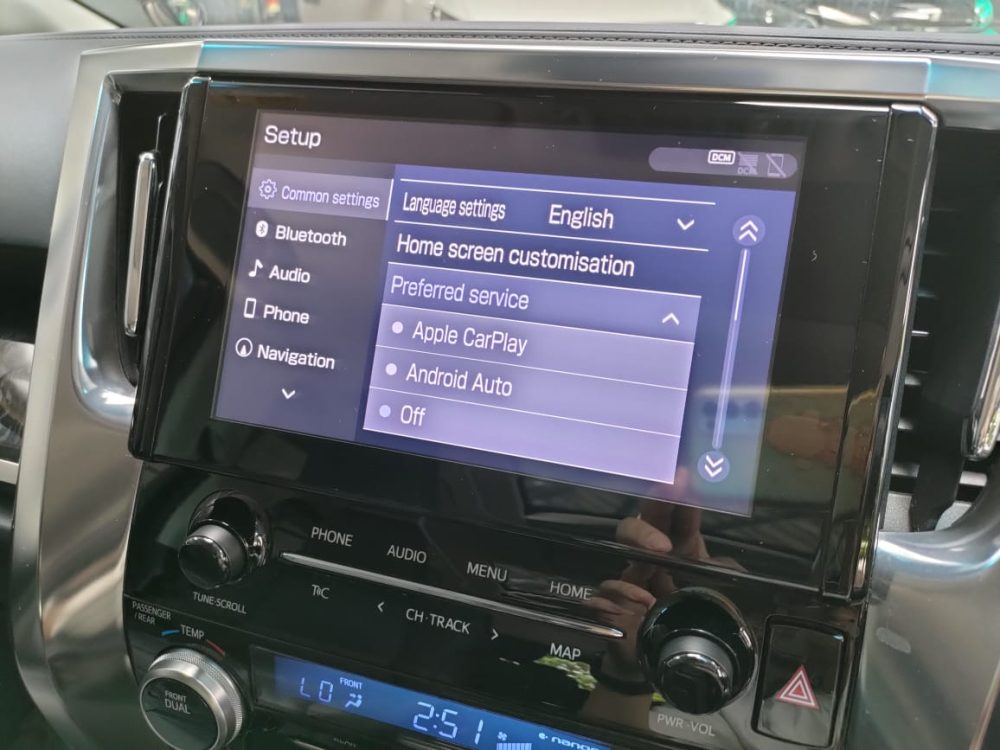 Setup
DCM
Common settings
Bluetooth
Audio
Phone
Navigation
Language settings English
Home screen customisation
Preferred service
Apple CarPlay
Android Auto
Off
PHONE
AUDIO
MENU
HOME
TUNE·SCROLL
CH·TRACK
MAP
PWR·VOL
PASSENGER
/REAR
TEMP
FRONT
DUAL
LO
FRONT
2:51